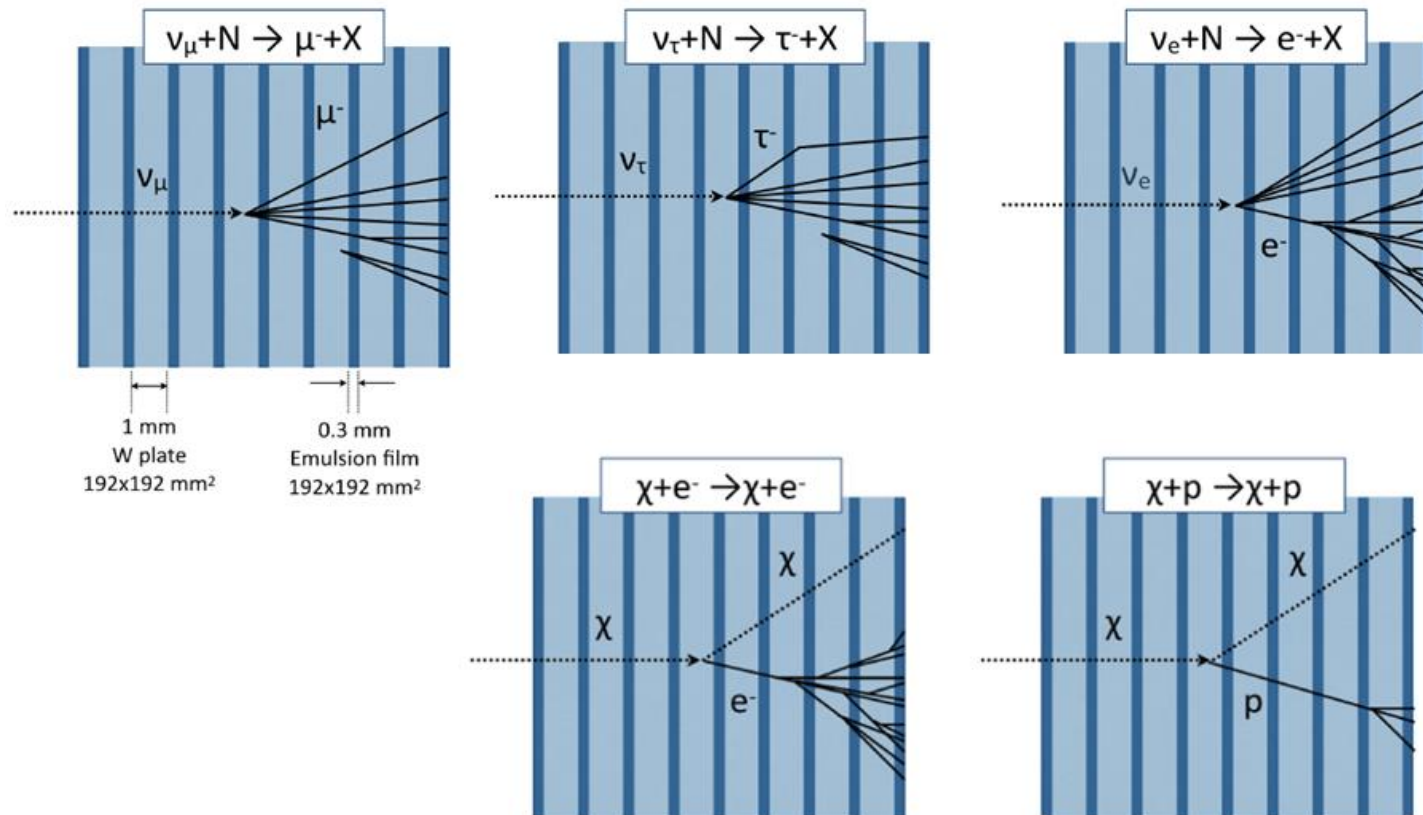 νμ+N → μ-+X
ντ+N → τ-+X
νe+N → e-+X
μ-
νμ
τ-
ντ
νe
e-
1 mm
W plate
192x192 mm²
0.3 mm
Emulsion film
192x192 mm²
χ+e- →χ+e-
χ+p →χ+p
χ
χ
e-
χ
χ
p